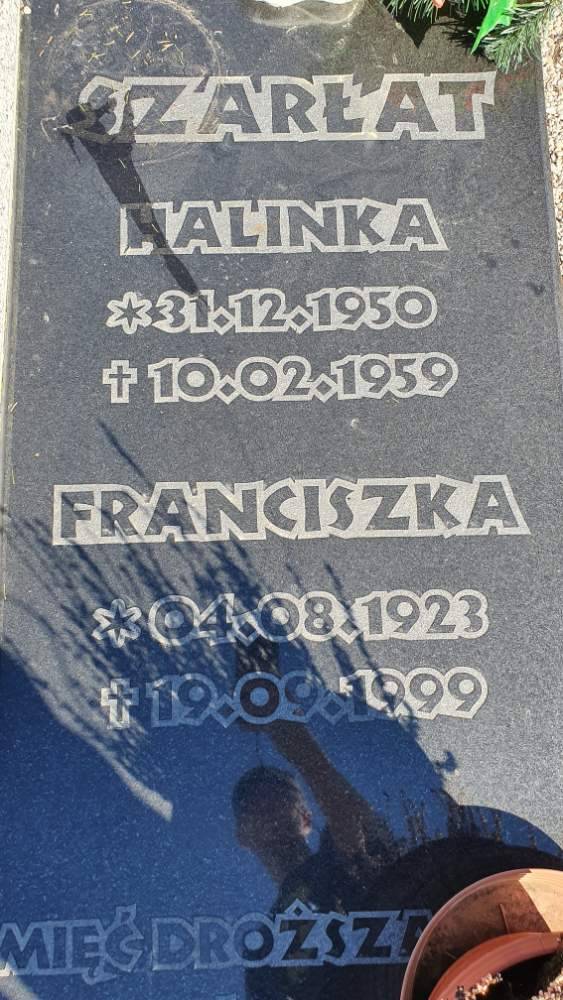 SZARŁAT
HALINKA
*31.12.1950
✝10.02.1959
FRANCISZKA
*04.08.1923
✝19.09.1999
MIĘĆ DROŻSZA